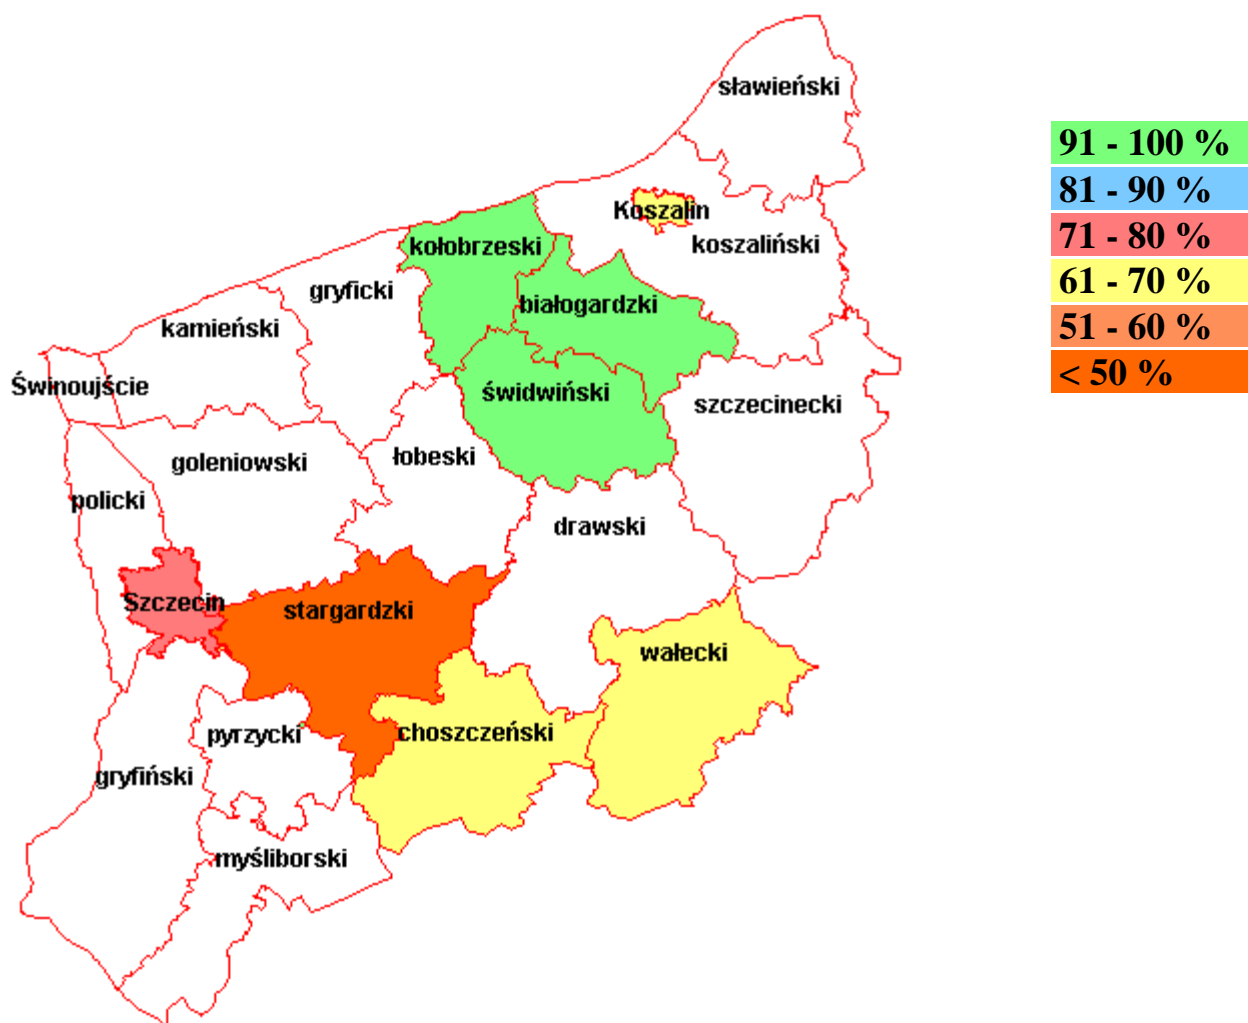 sławieński
Koszalin
koszaliński
kołobrzeski
gryficki
białogardzki
kamieński
Świnoujście
świdwiński
szczecinecki
goleniowski
łobeski
policki
drawski
Szczecin
stargardzki
wałecki
pyrzycki
choszczeński
gryfiński
myśliborski
91 - 100 %
81 - 90 %
71 - 80 %
61 - 70 %
51 - 60 %
< 50 %